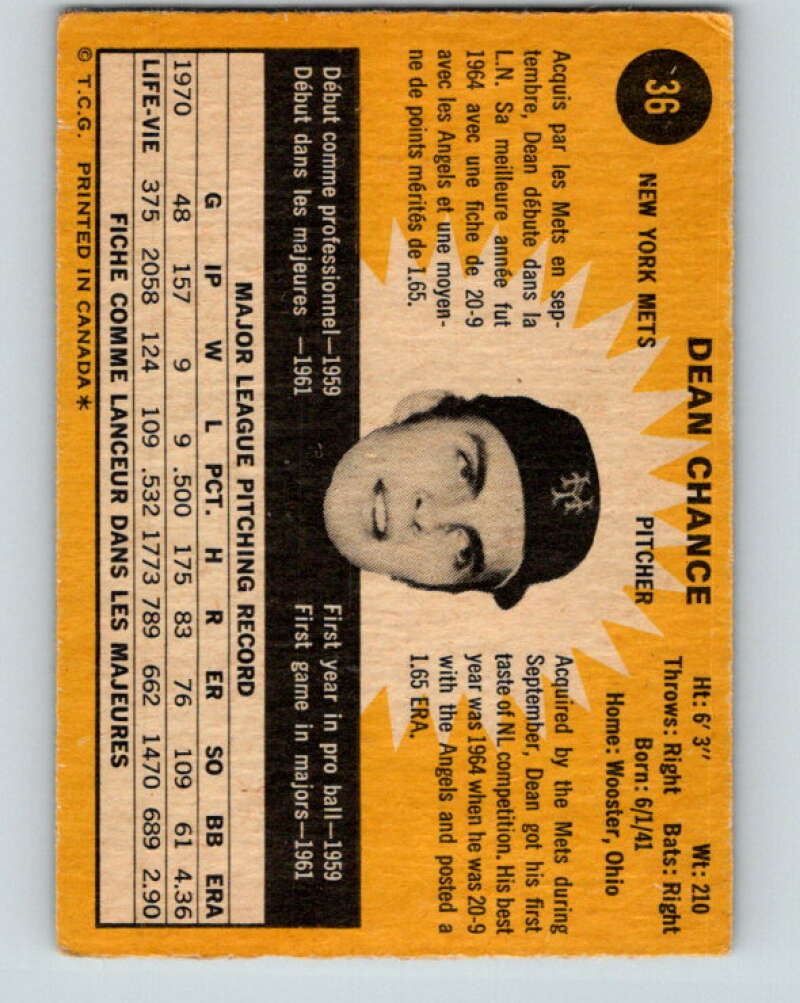 36
DEAN CHANCE
NEW YORK METS PITCHER
Ht: 6' 3" Wt: 210
Throws: Right Bats: Right
Born: 6/1/41
Home: Wooster, Ohio
Acquis par les Mets en sep-
tembre, Dean débute dans la
L.N. Sa meilleure année fut
1964 avec une fiche de 20-9
avec les Angels et une moyen-
ne de points mérités de 1.65.
Acquired by the Mets during
September, Dean got his first
taste of NL competition. His best
year was 1964 when he was 20-9
with the Angels and posted a
1.65 ERA.
Début comme professionnel—1959
Début dans les majeures —1961
First year in pro ball—1959
First game in majors—1961
MAJOR LEAGUE PITCHING RECORD
G IP W L PCT. H R ER SO BB ERA
1970 48 157 9 9 .500 175 83 76 109 61 4.36
LIFE-VIE 375 2058 124 109 .532 1773 789 662 1470 689 2.90
FICHE COMME LANCEUR DANS LES MAJEURES
© T.C.G. PRINTED IN CANADA *